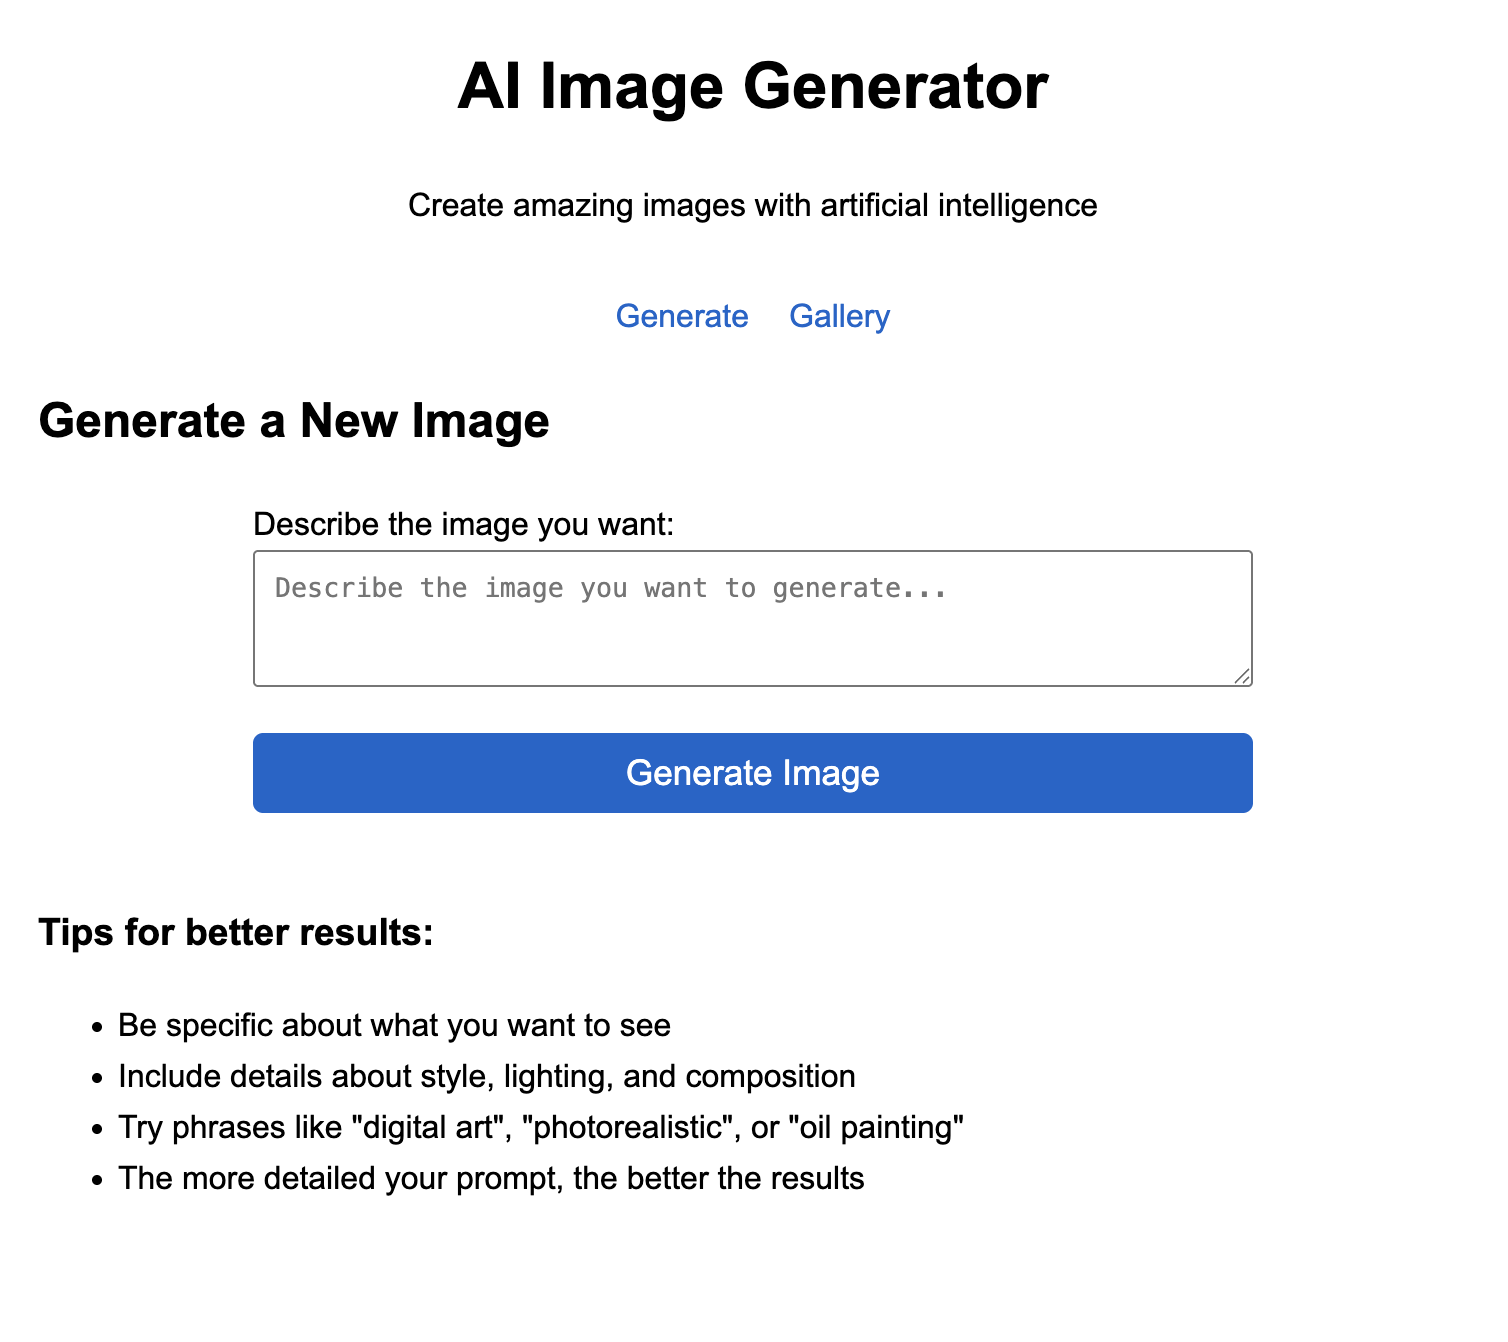 AI Image Generator
Create amazing images with artificial intelligence
Generate Gallery
Generate a New Image
Describe the image you want:
Describe the image you want to generate...
Generate Image
Tips for better results:
• Be specific about what you want to see
• Include details about style, lighting, and composition
• Try phrases like "digital art", "photorealistic", or "oil painting"
• The more detailed your prompt, the better the results